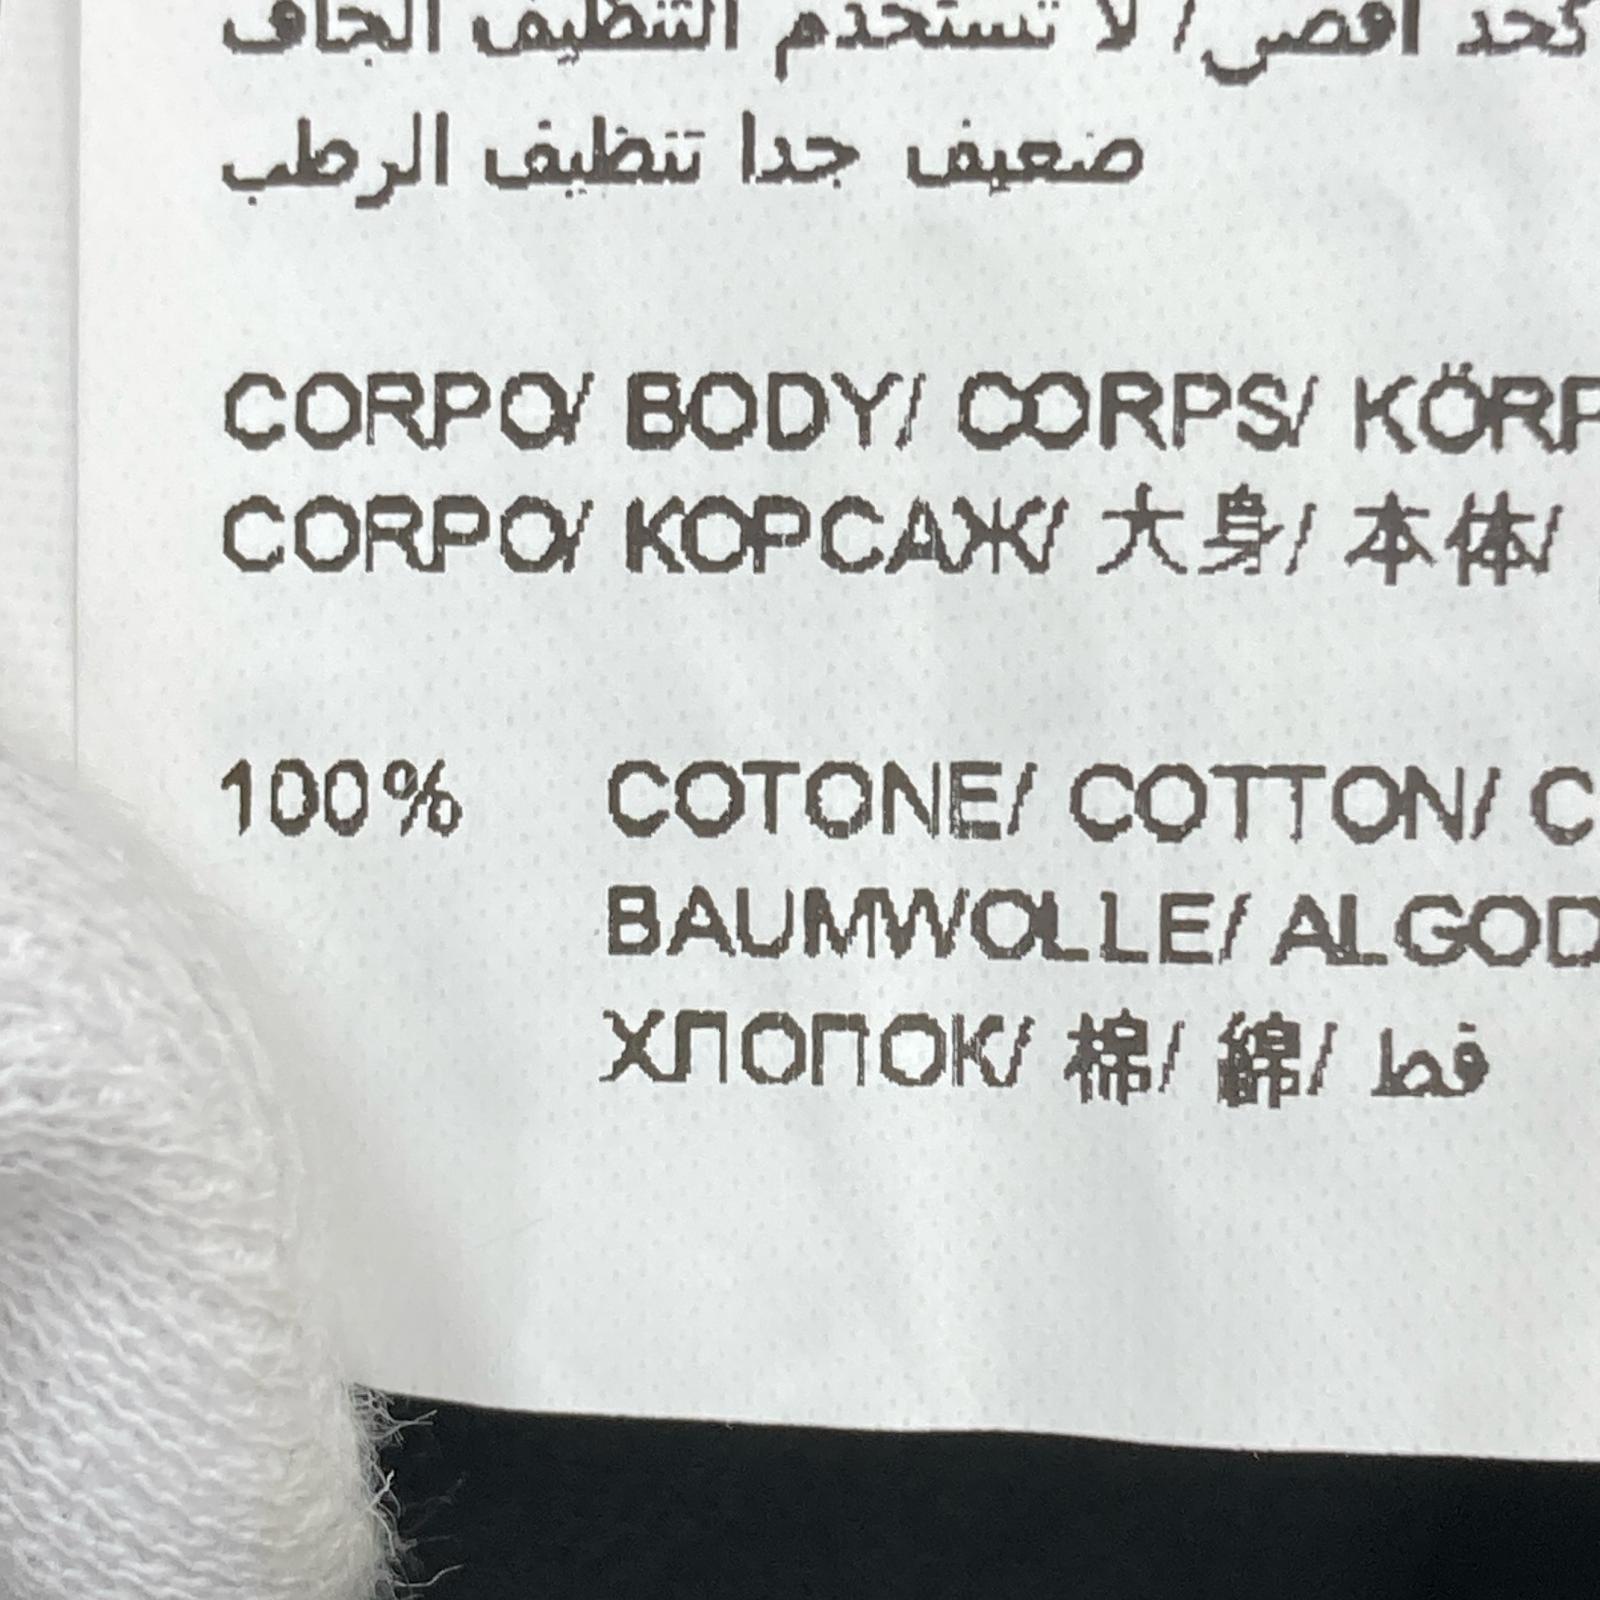 كحد اقصى/ لا تستخدم التنظيف الجاف
ضعيف جدا تنظيف الرطب
CORPO/ BODY/ CORPS/ KÖRP
CORPO/ КОРСАЖ/ 大身/ 本体/
100% COTONE/ COTTON/ C
BAUMWOLLE/ ALGOD
ХЛОПОК/ 棉/ 綿/ قطن